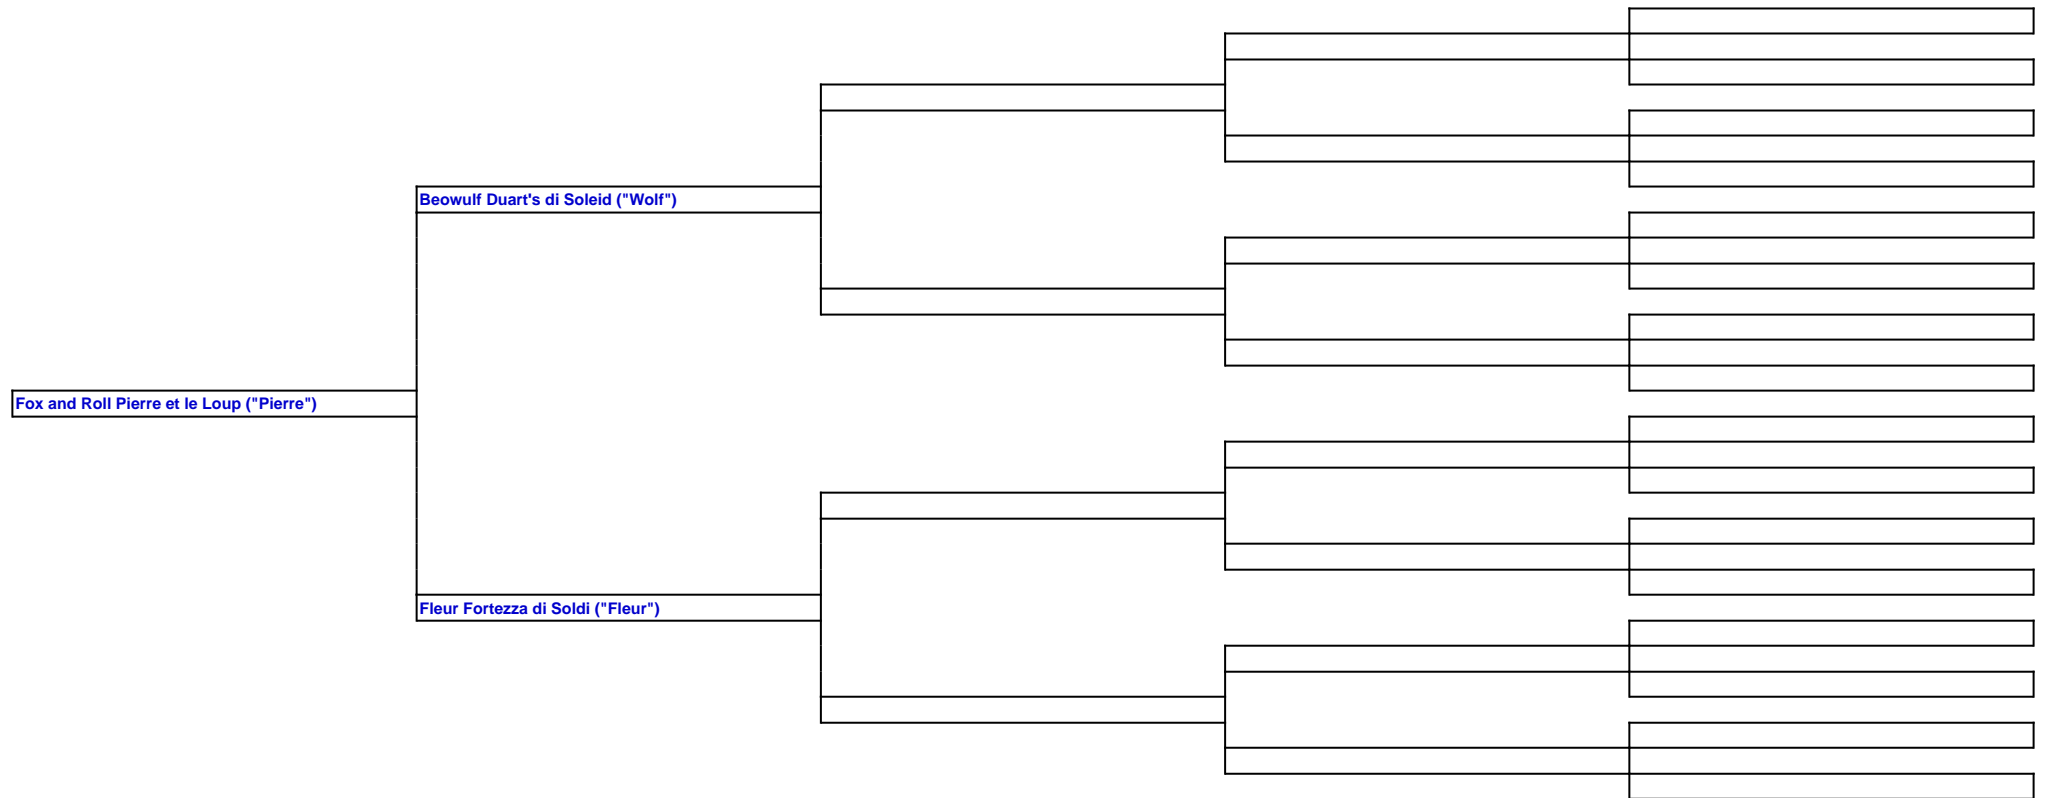 Beowulf Duart's di Soleid ("Wolf")
Fox and Roll Pierre et le Loup ("Pierre")
Fleur Fortezza di Soldi ("Fleur")